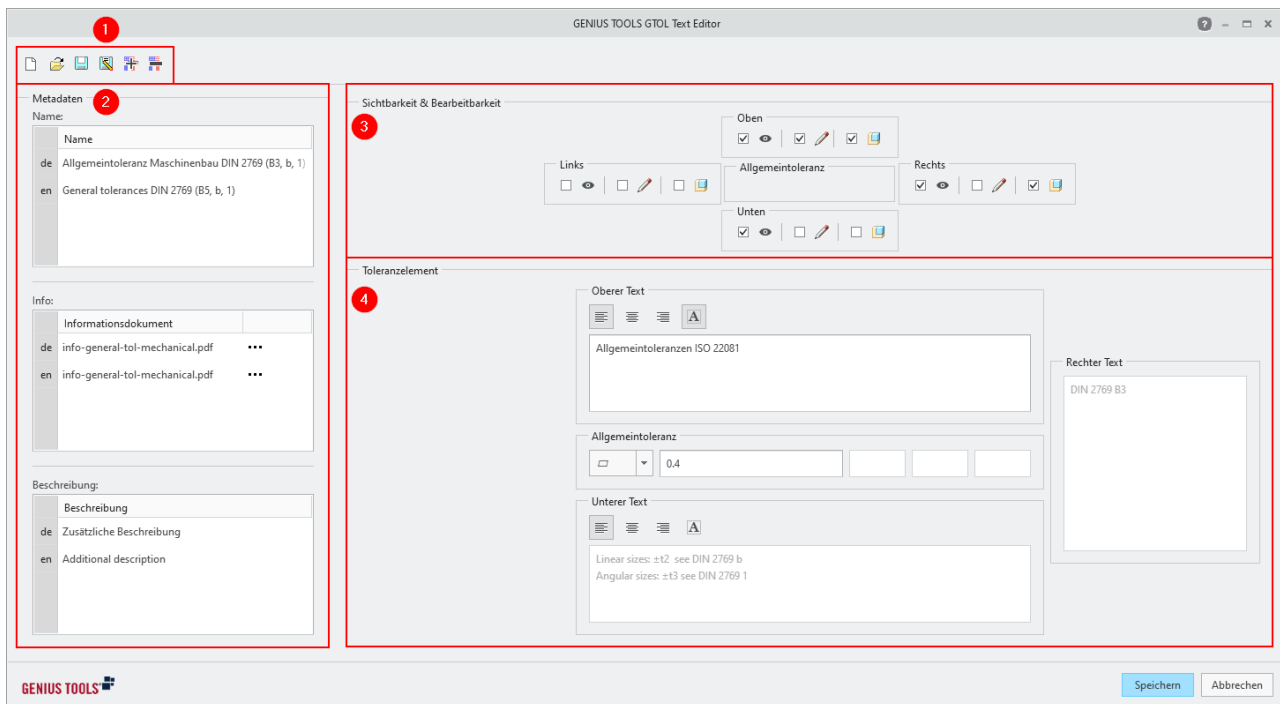 GENIUS TOOLS GTOL Text Editor
1
2
Metadaten
Name:
Name
de Allgemeintoleranz Maschinenbau DIN 2769 (B3, b, 1)
en General tolerances DIN 2769 (B5, b, 1)
Info:
Informationsdokument
de info-general-tol-mechanical.pdf ...
en info-general-tol-mechanical.pdf ...
Beschreibung:
Beschreibung
de Zusätzliche Beschreibung
en Additional description
3
Sichtbarkeit & Bearbeitbarkeit
Oben
Links
Allgemeintoleranz
Rechts
Unten
4
Toleranzelement
Oberer Text
A
Allgemeintoleranzen ISO 22081
Rechter Text
DIN 2769 B3
Allgemeintoleranz
0.4
Unterer Text
A
Linear sizes: ±t2 see DIN 2769 b
Angular sizes: ±t3 see DIN 2769 1
GENIUS TOOLS
Speichern Abbrechen